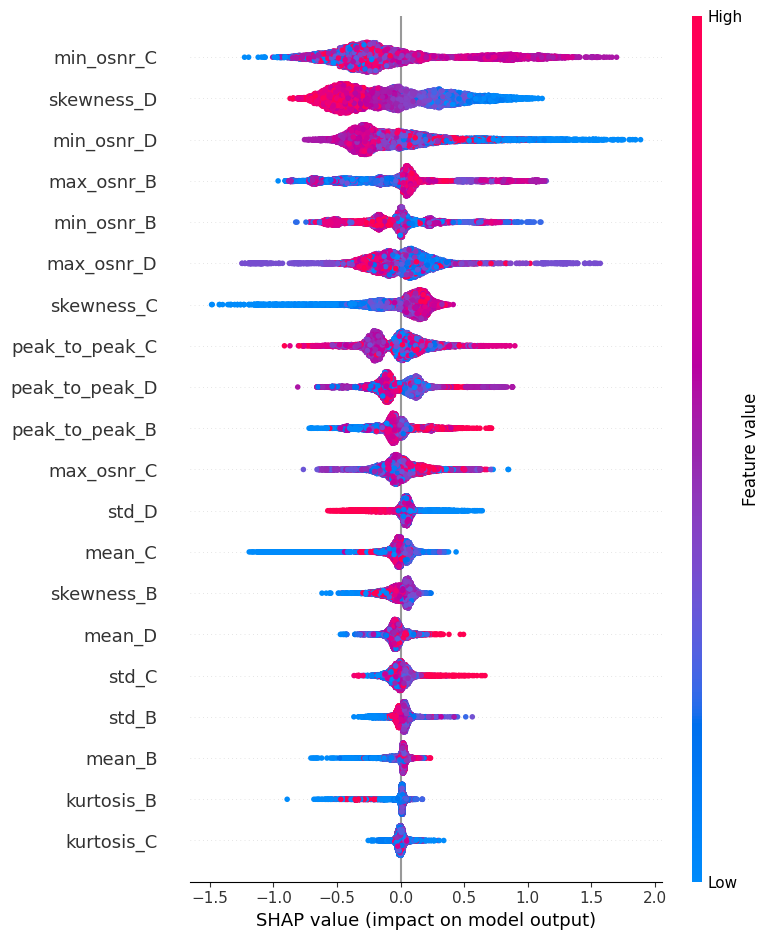 High
min_osnr_C
skewness_D
min_osnr_D
max_osnr_B
min_osnr_B
max_osnr_D
skewness_C
peak_to_peak_C
peak_to_peak_D
peak_to_peak_B
max_osnr_C
std_D
mean_C
skewness_B
mean_D
std_C
std_B
mean_B
kurtosis_B
kurtosis_C
Feature value
Low
−1.5 −1.0 −0.5 0.0 0.5 1.0 1.5 2.0
SHAP value (impact on model output)